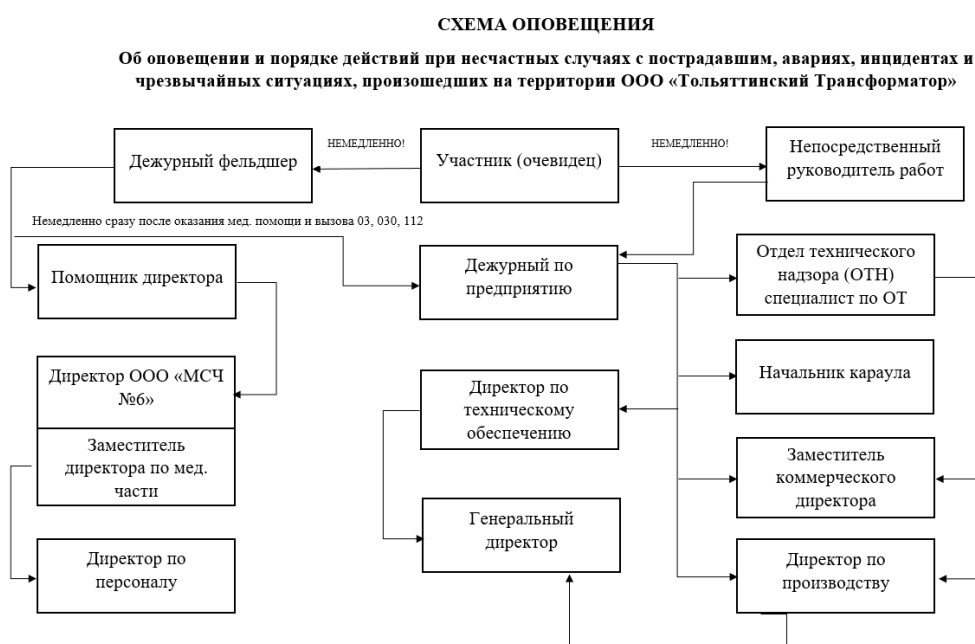 СХЕМА ОПОВЕЩЕНИЯ
Об оповещении и порядке действий при несчастных случаях с пострадавшим, авариях, инцидентах и
чрезвычайных ситуациях, произошедших на территории ООО «Тольяттинский Трансформатор»
Дежурный фельдшер
НЕМЕДЛЕННО!
Участник (очевидец)
НЕМЕДЛЕННО!
Непосредственный
руководитель работ
Немедленно сразу после оказания мед. помощи и вызова 03, 030, 112
Помощник директора
Дежурный по
предприятию
Отдел технического
надзора (ОТН)
специалист по ОТ
Директор ООО «МСЧ
№6»
Директор по
техническому
обеспечению
Начальник караула
Заместитель
директора по мед.
части
Генеральный
директор
Заместитель
коммерческого
директора
Директор по
персоналу
Директор по
производству